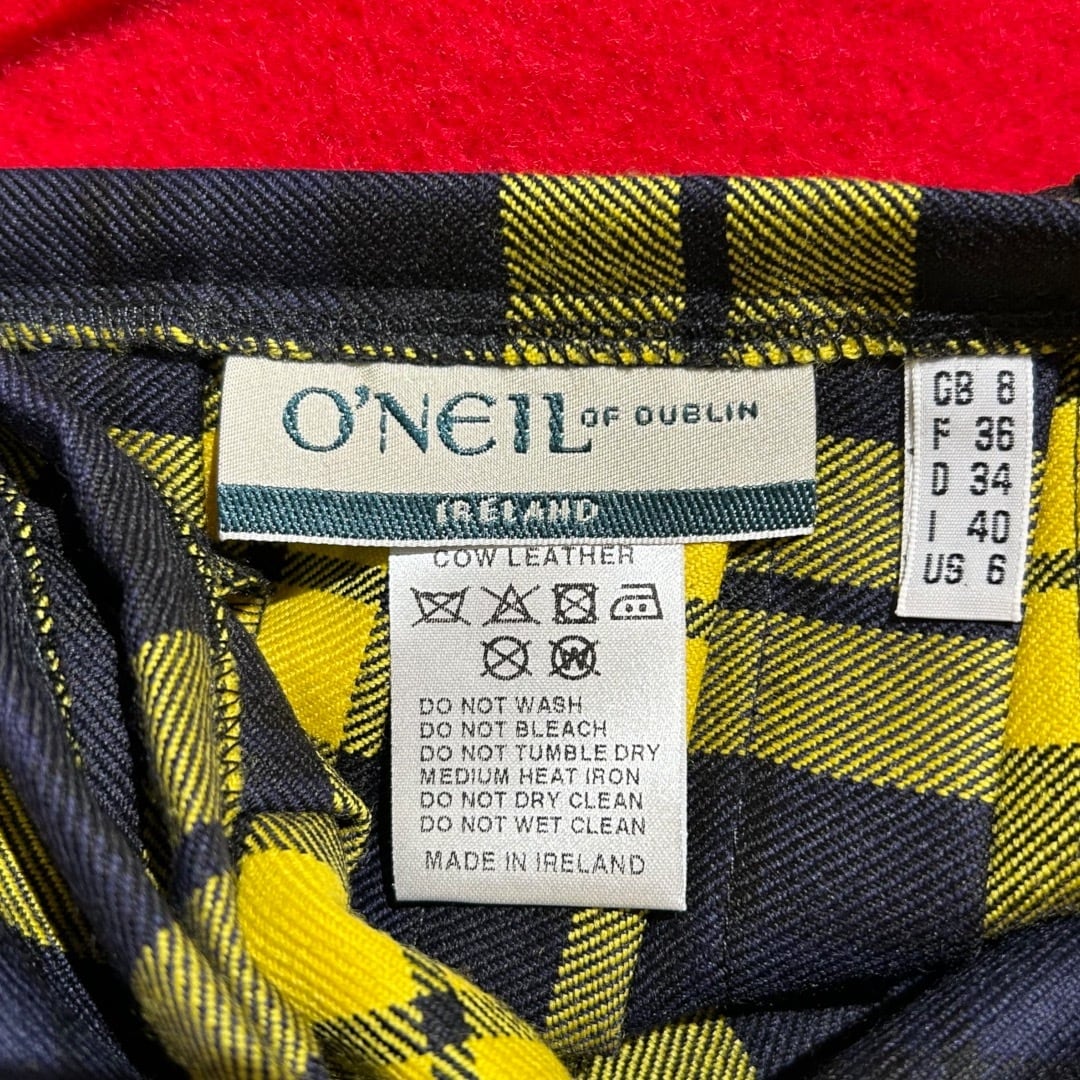 O'NEIL OF DUBLIN
IRELAND
GB 8
F 36
D 34
I 40
US 6
COW LEATHER
W
DO NOT WASH
DO NOT BLEACH
DO NOT TUMBLE DRY
MEDIUM HEAT IRON
DO NOT DRY CLEAN
DO NOT WET CLEAN
MADE IN IRELAND